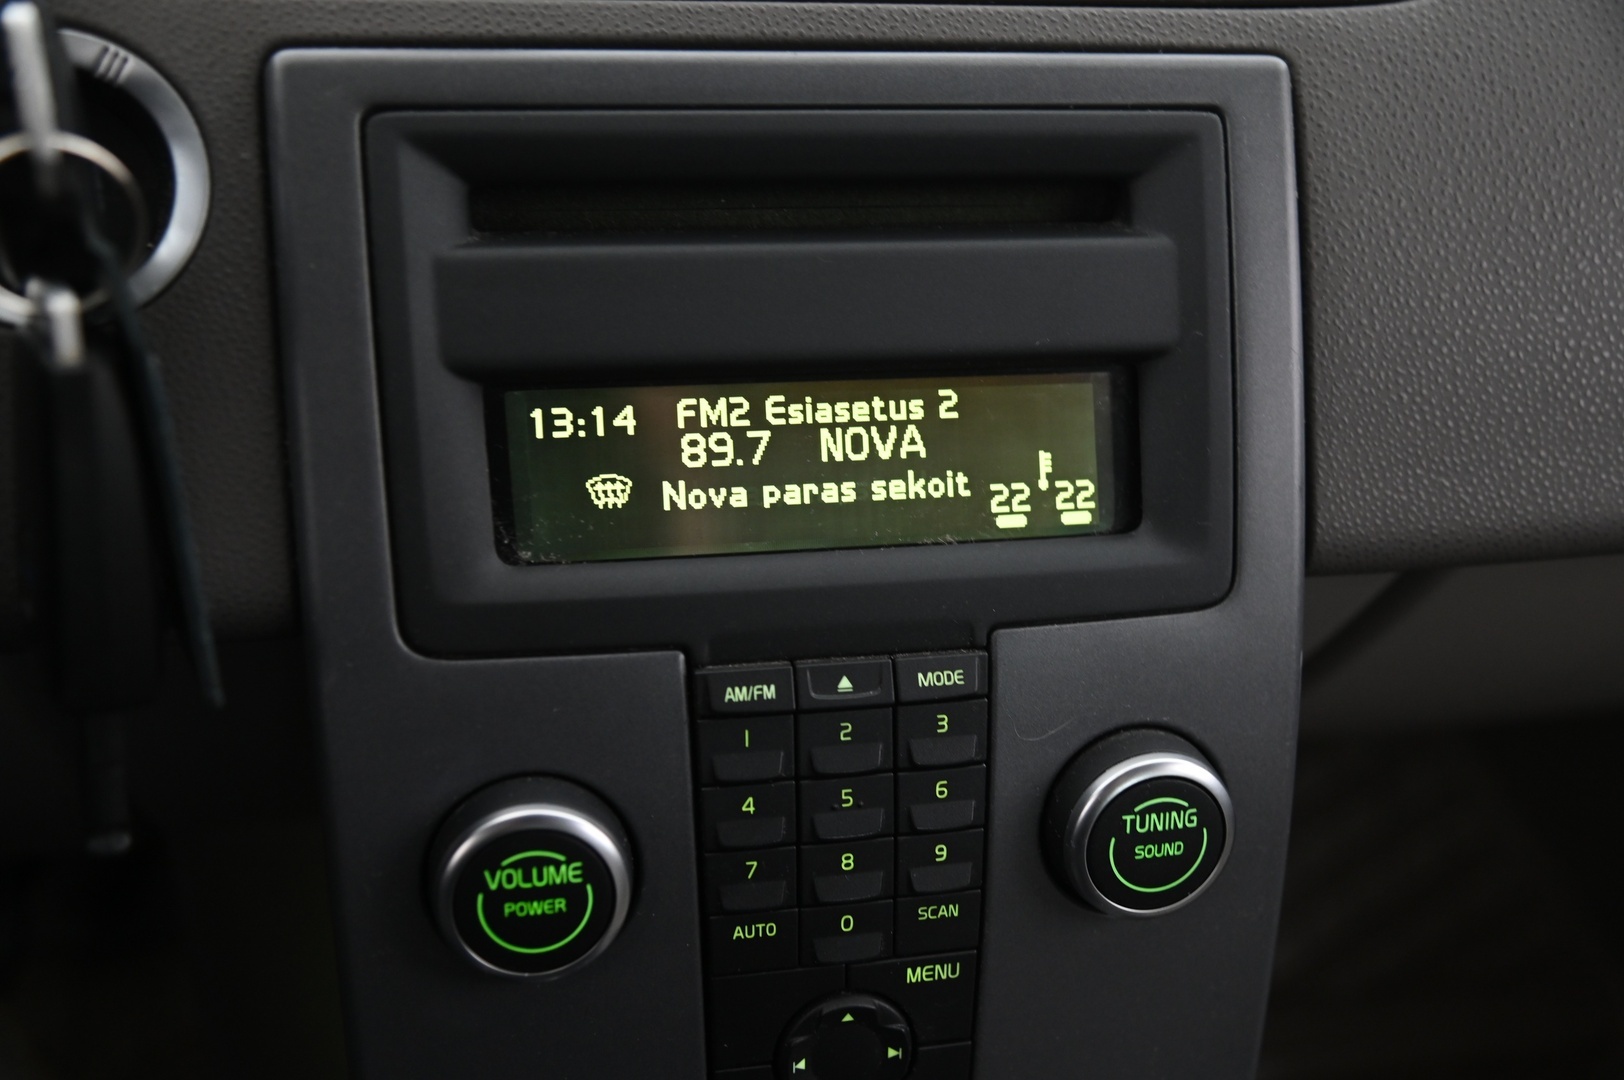 13:14 FM2 Esiasetus 2
89.7 NOVA
Nova paras sekoit
22 22
AM/FM MODE
1 2 3
4 5 6
7 8 9
AUTO 0 SCAN
MENU
VOLUME
POWER
TUNING
SOUND